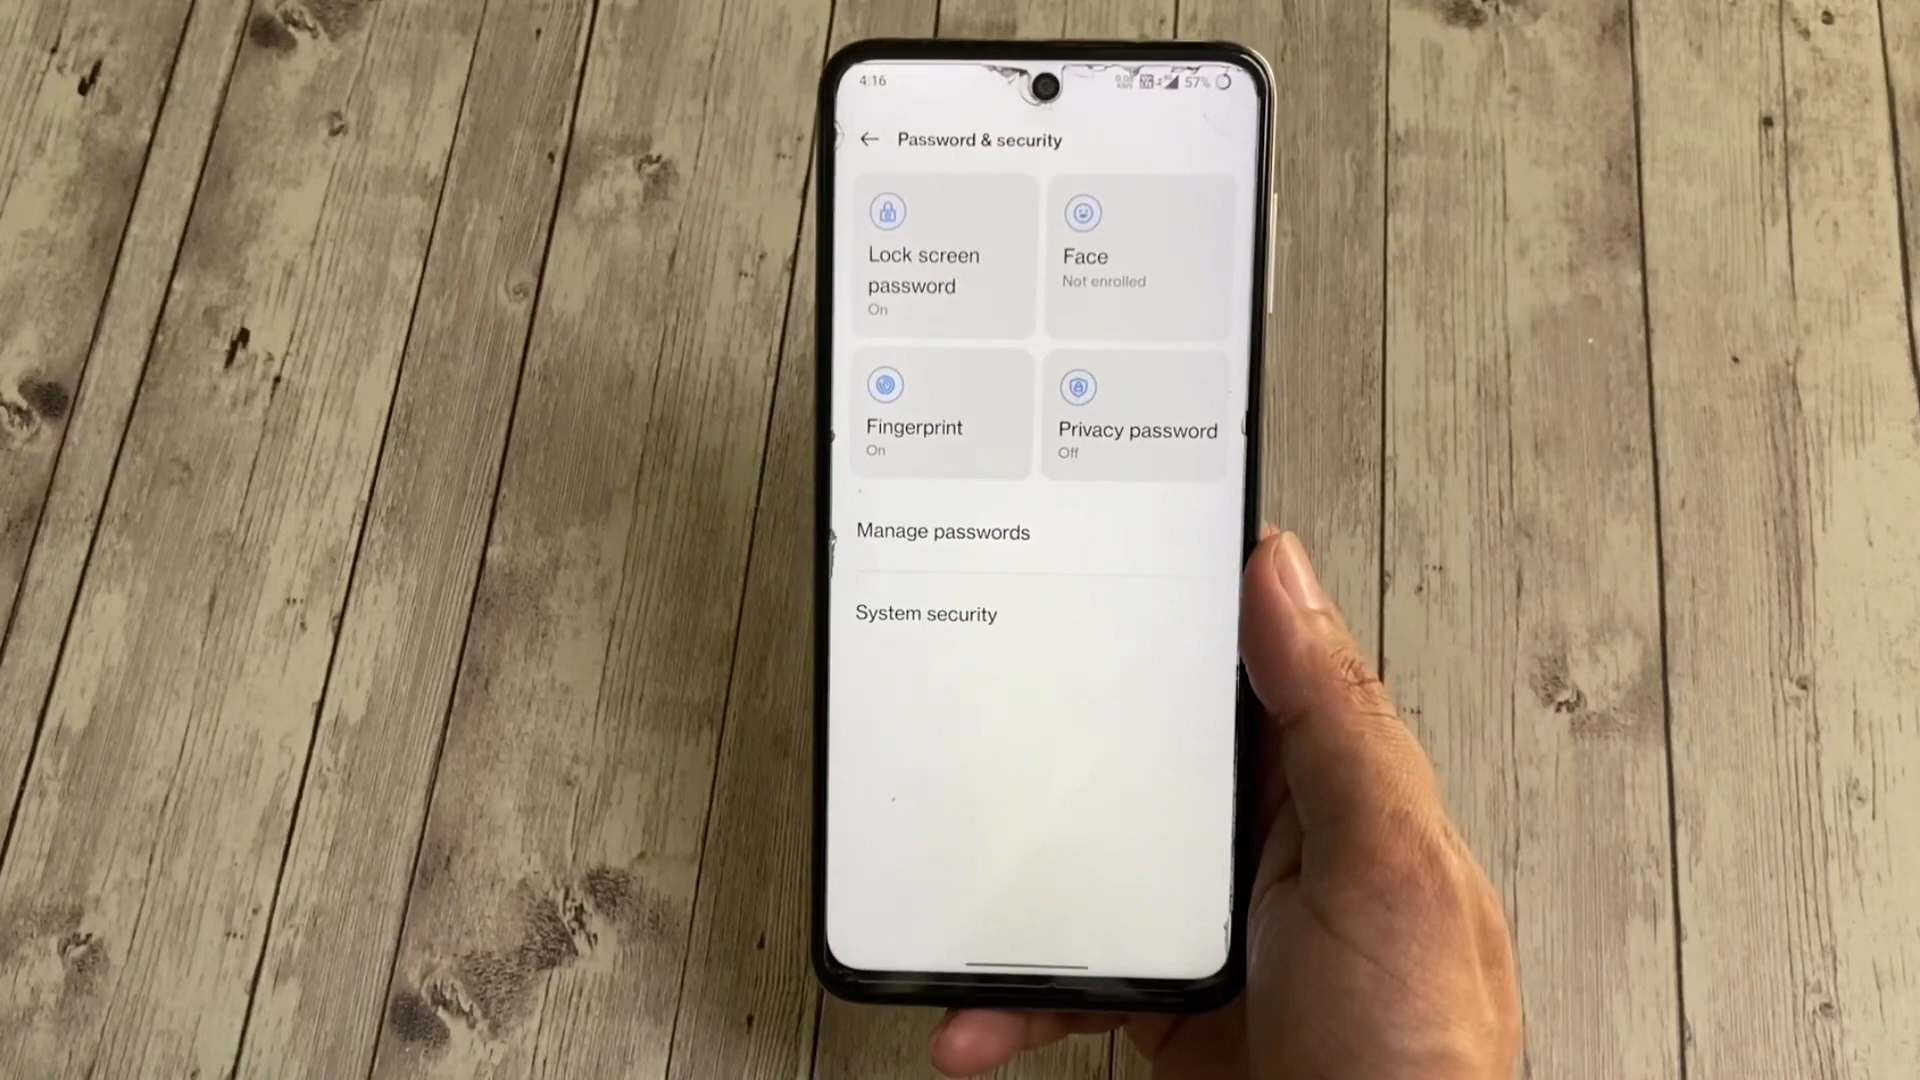 4:16
57%
Password & security
Lock screen
password
On
Face
Not enrolled
Fingerprint
On
Privacy password
Off
Manage passwords
System security